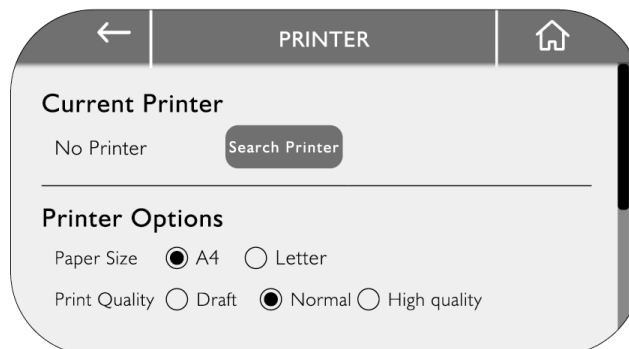 PRINTER
Current Printer
No Printer Search Printer
Printer Options
Paper Size A4 Letter
Print Quality Draft Normal High quality